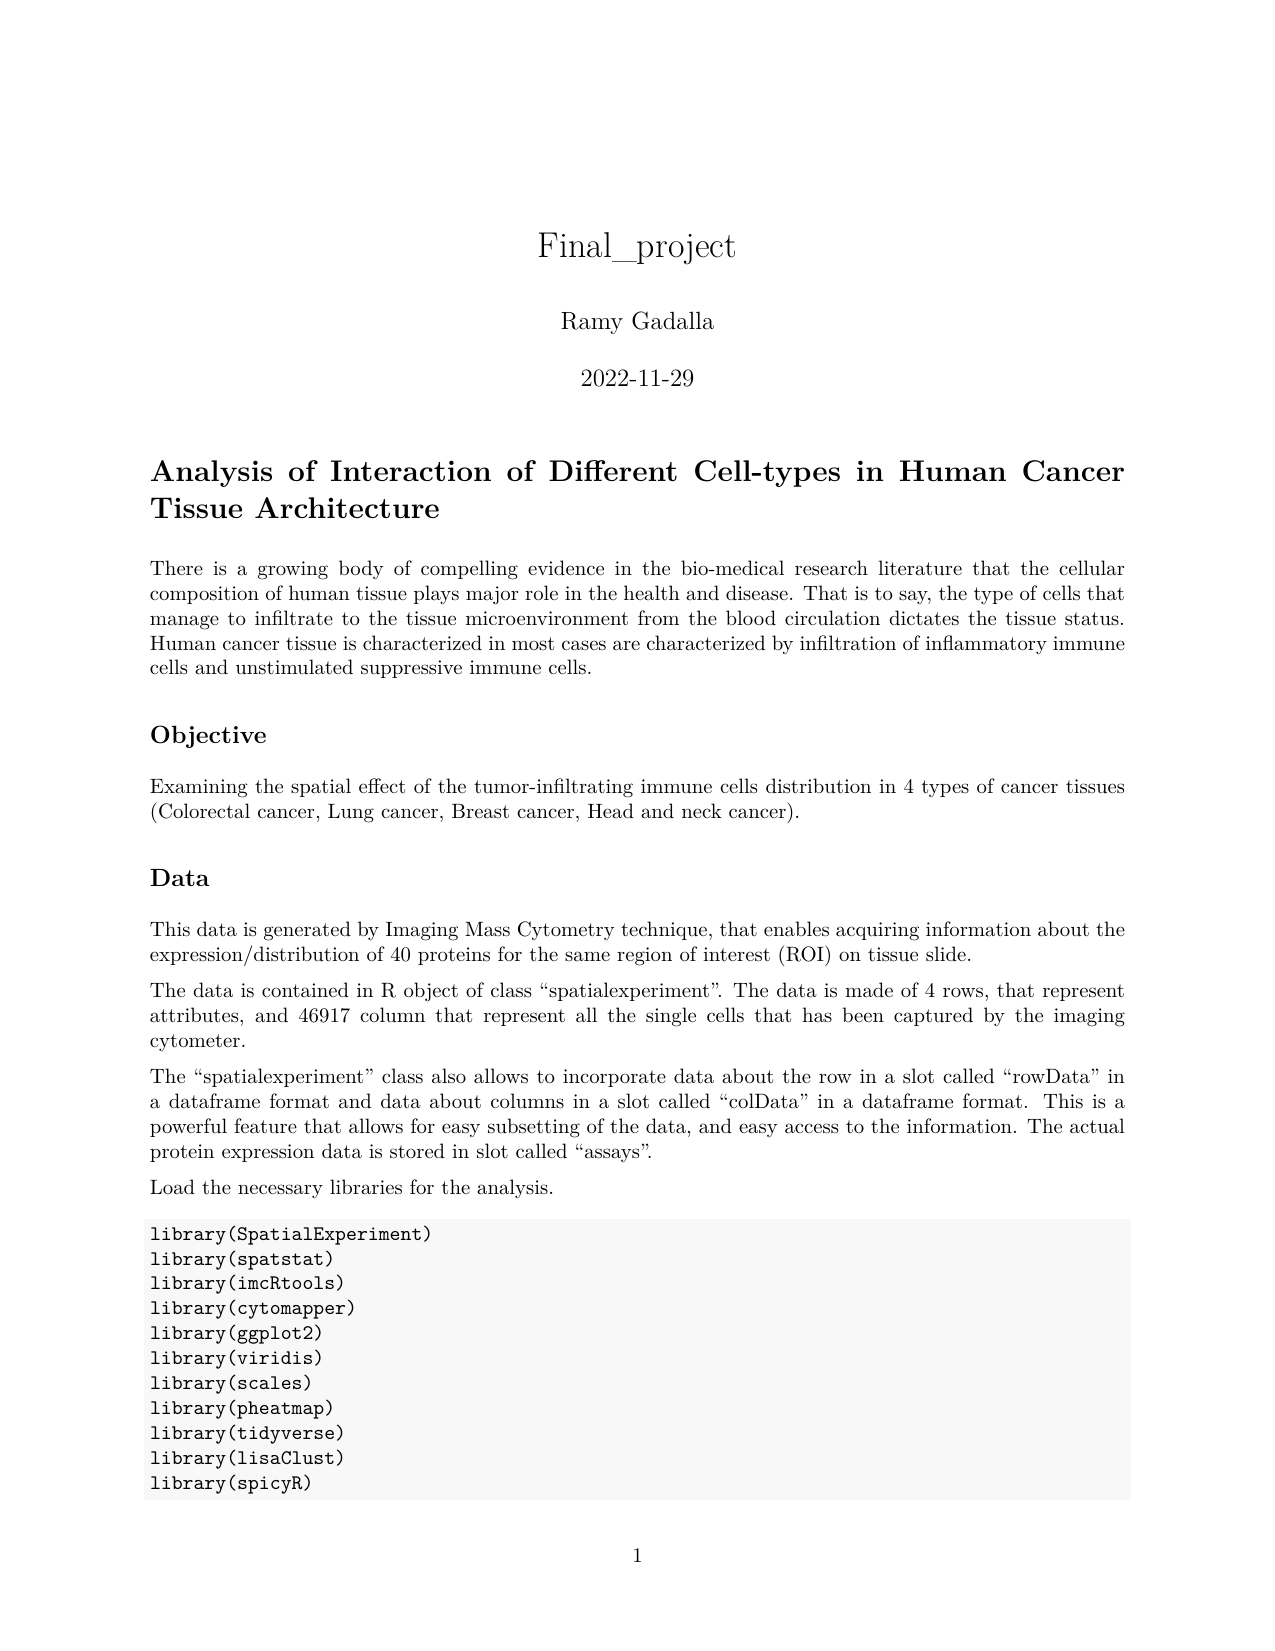 Final_project
Ramy Gadalla
2022-11-29
Analysis of Interaction of Different Cell-types in Human Cancer
Tissue Architecture
There is a growing body of compelling evidence in the bio-medical research literature that the cellular
composition of human tissue plays major role in the health and disease. That is to say, the type of cells that
manage to infiltrate to the tissue microenvironment from the blood circulation dictates the tissue status.
Human cancer tissue is characterized in most cases are characterized by infiltration of inflammatory immune
cells and unstimulated suppressive immune cells.
Objective
Examining the spatial effect of the tumor-infiltrating immune cells distribution in 4 types of cancer tissues
(Colorectal cancer, Lung cancer, Breast cancer, Head and neck cancer).
Data
This data is generated by Imaging Mass Cytometry technique, that enables acquiring information about the
expression/distribution of 40 proteins for the same region of interest (ROI) on tissue slide.
The data is contained in R object of class “spatialexperiment”. The data is made of 4 rows, that represent
attributes, and 46917 column that represent all the single cells that has been captured by the imaging
cytometer.
The “spatialexperiment” class also allows to incorporate data about the row in a slot called “rowData” in
a dataframe format and data about columns in a slot called “colData” in a dataframe format. This is a
powerful feature that allows for easy subsetting of the data, and easy access to the information. The actual
protein expression data is stored in slot called “assays”.
Load the necessary libraries for the analysis.
library(SpatialExperiment)
library(spatstat)
library(imcRtools)
library(cytomapper)
library(ggplot2)
library(viridis)
library(scales)
library(pheatmap)
library(tidyverse)
library(lisaClust)
library(spicyR)
1